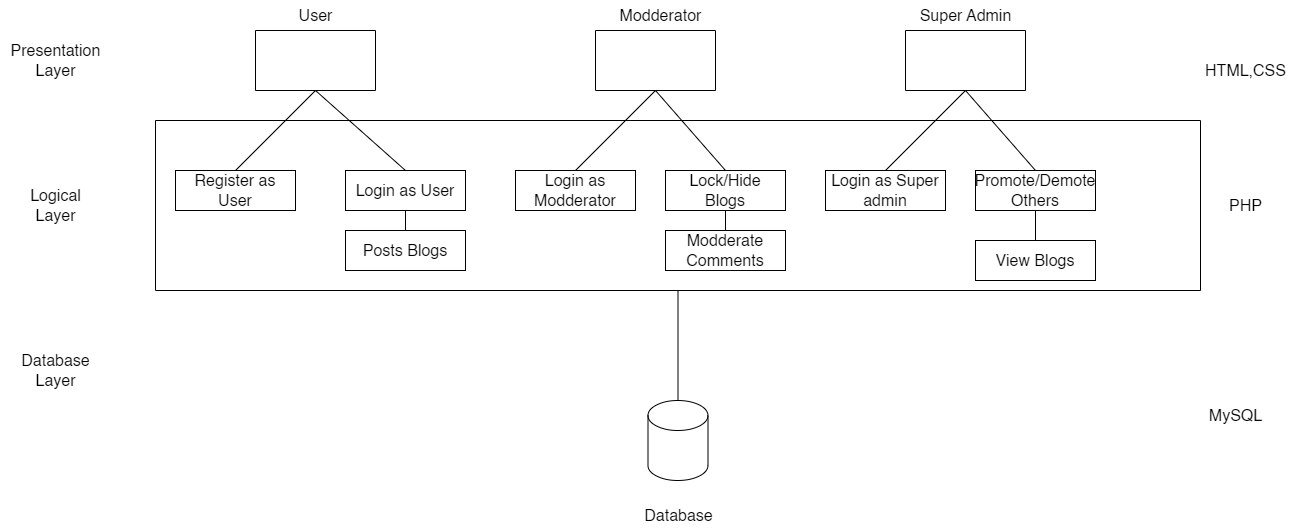 User
Modderator
Super Admin
Presentation
Layer
HTML,CSS
Logical
Layer
Register as
User
Login as User
Posts Blogs
Login as
Modderator
Lock/Hide
Blogs
Modderate
Comments
Login as Super
admin
Promote/Demote
Others
View Blogs
PHP
Database
Layer
MySQL
Database